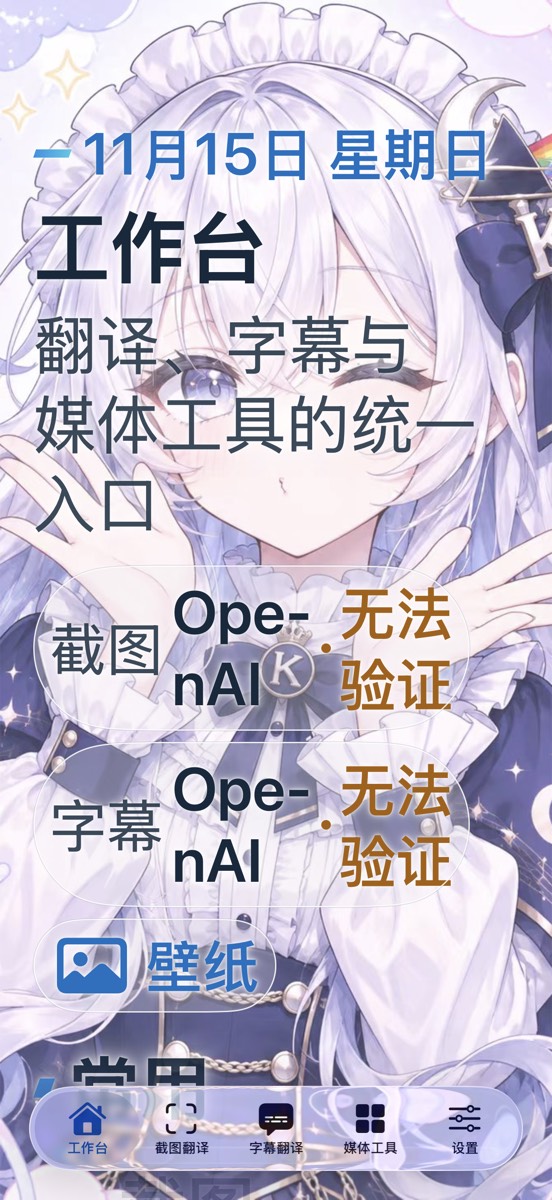 11月15日 星期日
工作台
翻译、字幕与
媒体工具的统一
入口
截图 Ope-
nAI · 无法
验证
字幕 Ope-
nAI · 无法
验证
壁纸
常用
工作台 截图翻译 字幕翻译 媒体工具 设置
K
K